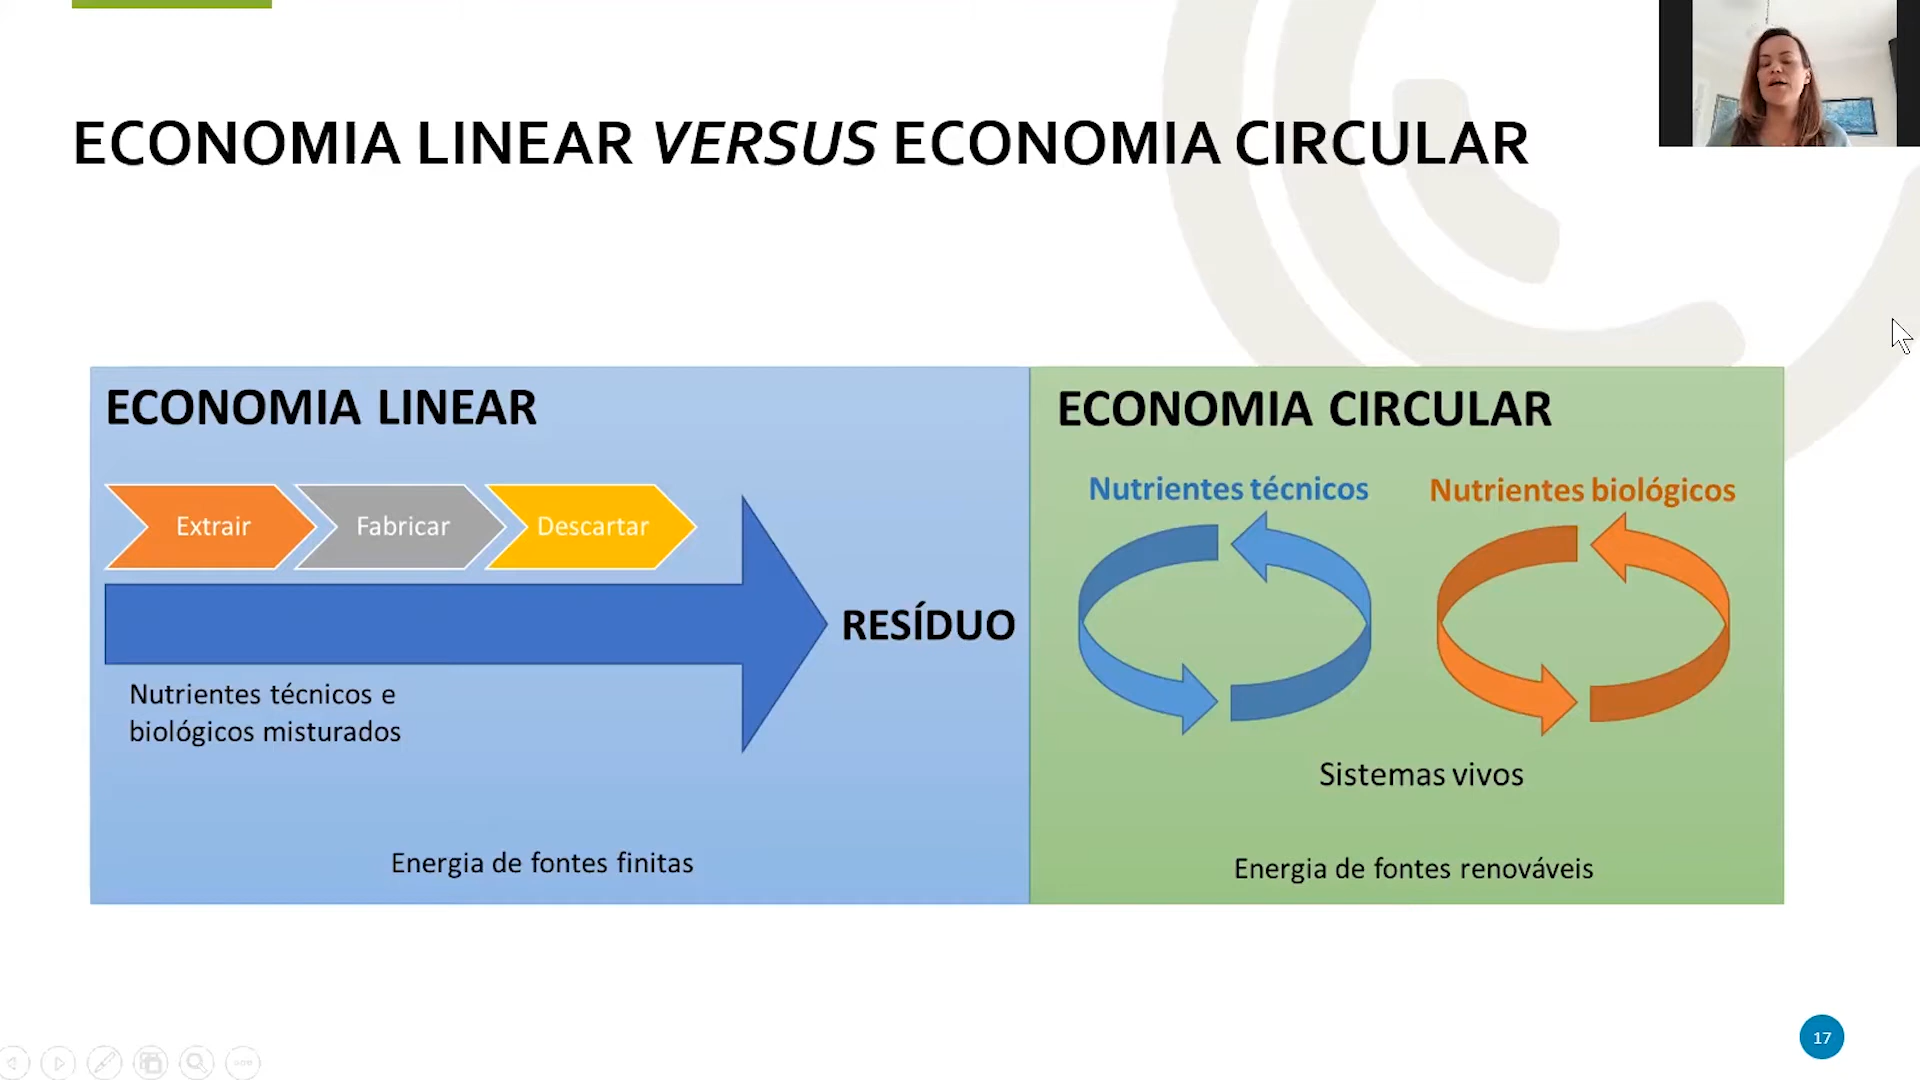 ECONOMIA LINEAR VERSUS ECONOMIA CIRCULAR
ECONOMIA LINEAR
Extrair
Fabricar
Descartar
RESÍDUO
Nutrientes técnicos e
biológicos misturados
Energia de fontes finitas
ECONOMIA CIRCULAR
Nutrientes técnicos
Nutrientes biológicos
Sistemas vivos
Energia de fontes renováveis
17